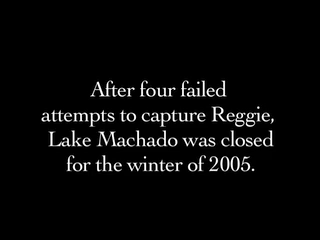 After four failed
attempts to capture Reggie,
Lake Machado was closed
for the winter of 2005.